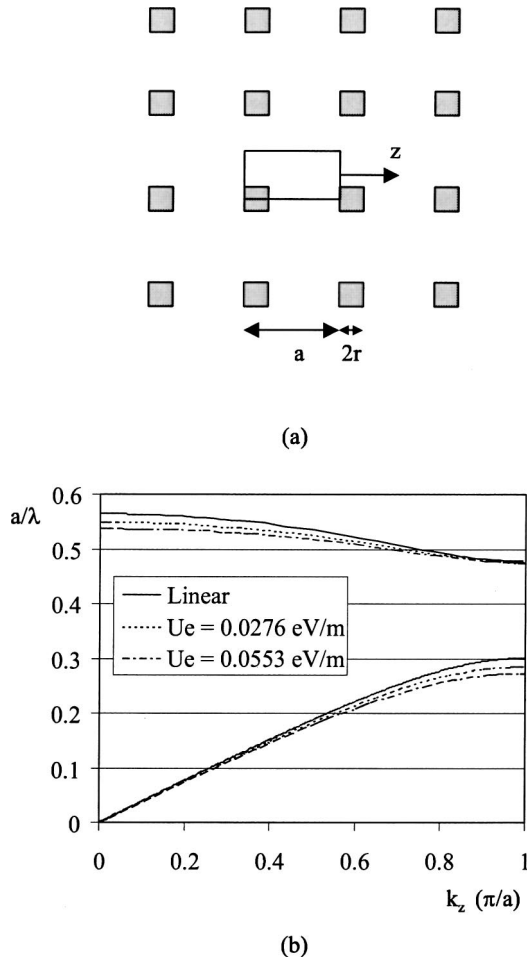 z
a
2r
(a)
a/λ
0.6
0.5
0.4
0.3
0.2
0.1
0
Linear
Ue = 0.0276 eV/m
Ue = 0.0553 eV/m
0 0.2 0.4 0.6 0.8 1
k_z (π/a)
(b)